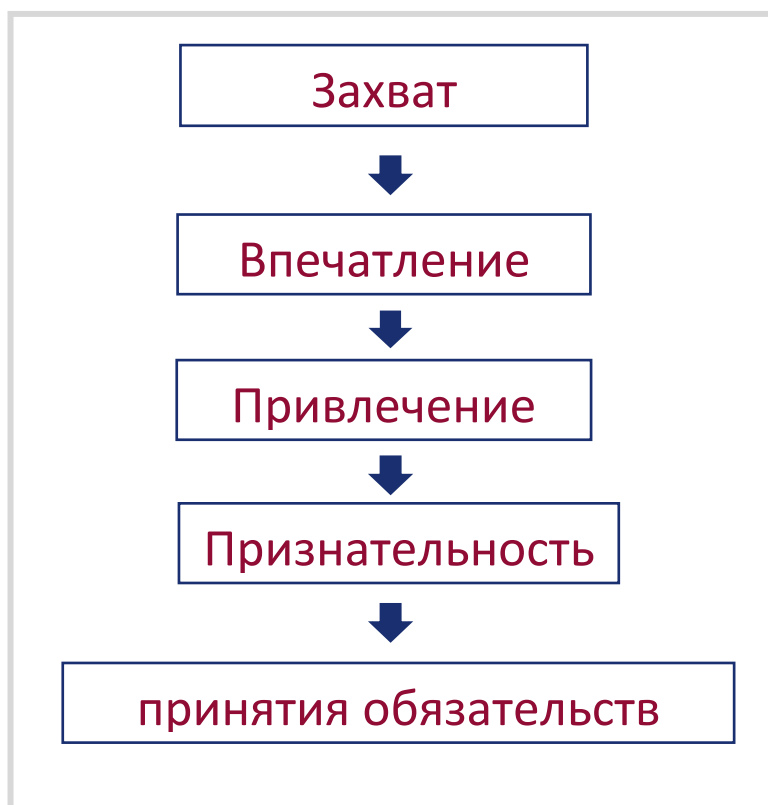 Захват
Впечатление
Привлечение
Признательность
принятия обязательств